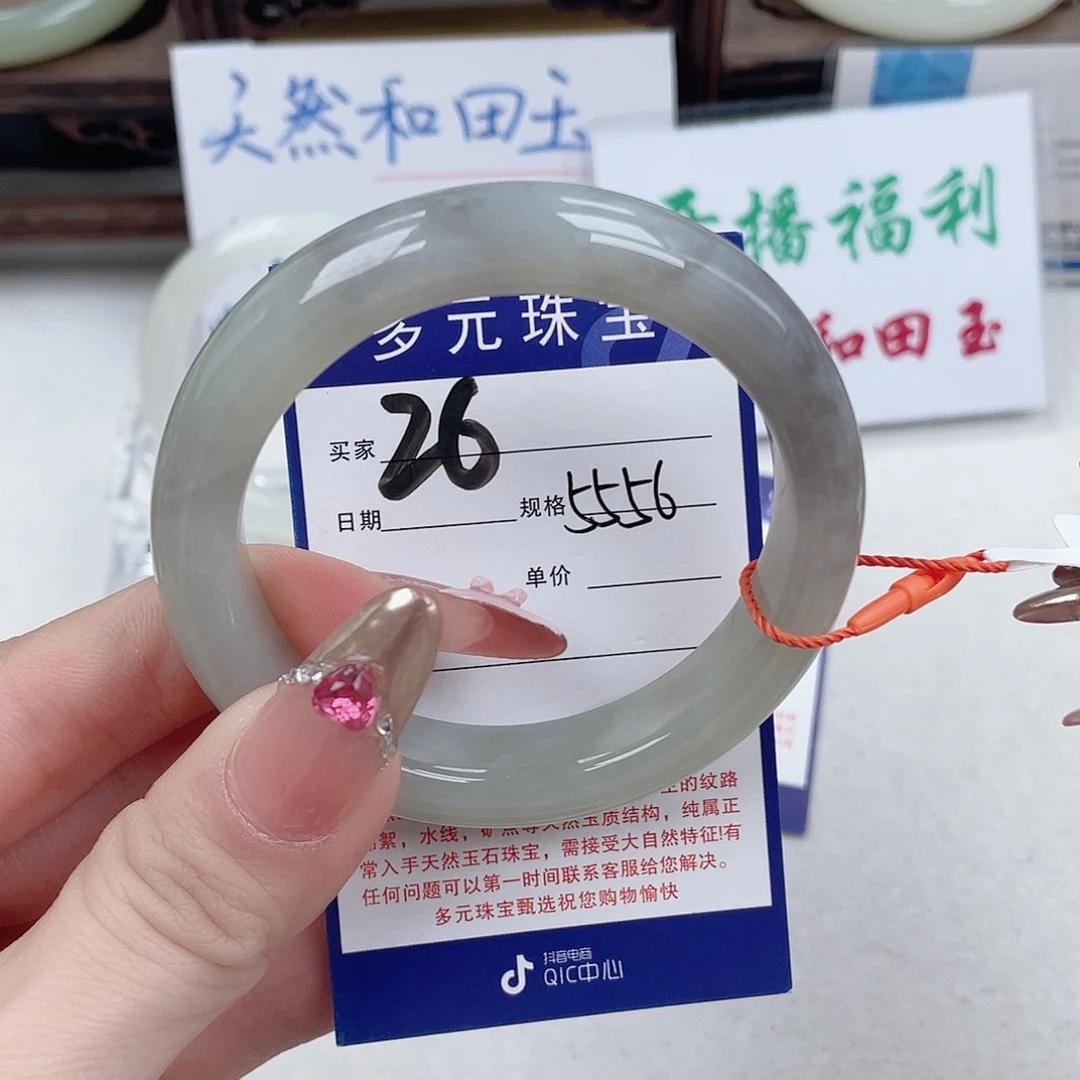 天然和田玉
播福利
和田玉
多元珠宝
买家 26
日期 规格 5556
单价
的纹路
絮，水线，矿点等天然玉质结构，纯属正
常入手天然玉石珠宝，需接受大自然特征!有
任何问题可以第一时间联系客服给您解决。
多元珠宝甄选祝您购物愉快
抖音电商
QIC中心